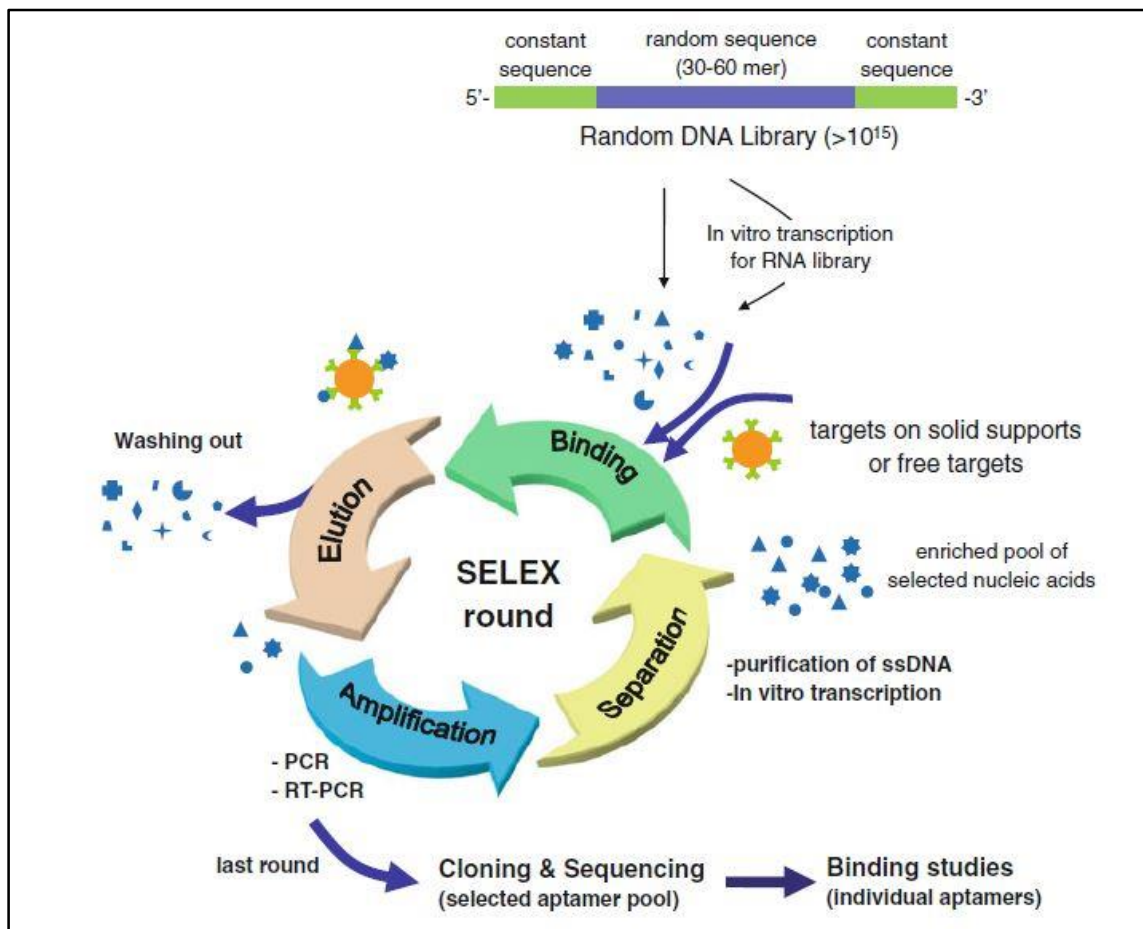 constant
sequence
random sequence
(30-60 mer)
constant
sequence
5’-
-3’
Random DNA Library (>10¹⁵)
In vitro transcription
for RNA library
Washing out
Binding
targets on solid supports
or free targets
Elution
SELEX
round
enriched pool of
selected nucleic acids
Separation
-purification of ssDNA
-In vitro transcription
Amplification
- PCR
- RT-PCR
last round
Cloning & Sequencing
(selected aptamer pool)
Binding studies
(individual aptamers)